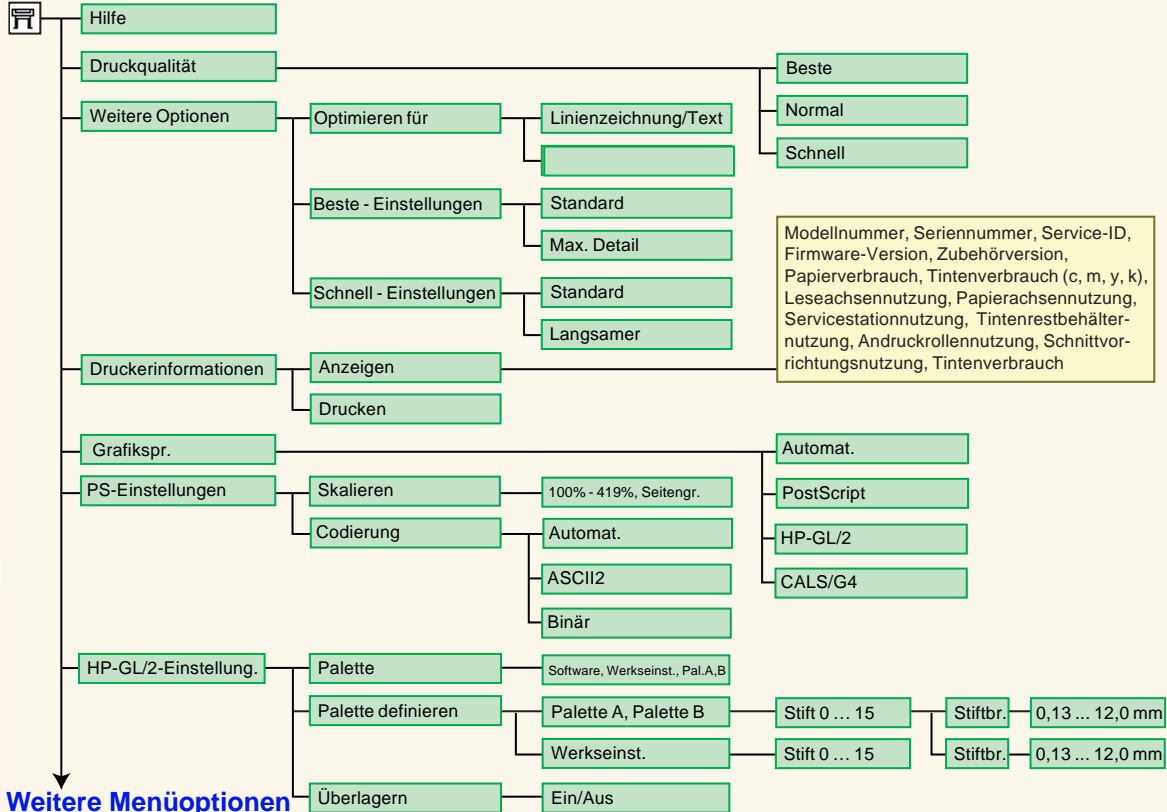 Hilfe
Druckqualität
Beste
Normal
Schnell
Weitere Optionen
Optimieren für
Linienzeichnung/Text
Beste - Einstellungen
Standard
Max. Detail
Schnell - Einstellungen
Standard
Langsamer
Druckerinformationen
Anzeigen
Modellnummer, Seriennummer, Service-ID,
Firmware-Version, Zubehörversion,
Papierverbrauch, Tintenverbrauch (c, m, y, k),
Leseachsennutzung, Papierachsennutzung,
Servicestationnutzung, Tintenrestbehälter-
nutzung, Andruckrollennutzung, Schnittvor-
richtungsnutzung, Tintenverbrauch
Drucken
Grafikspr.
Automat.
PostScript
HP-GL/2
CALS/G4
PS-Einstellungen
Skalieren
100% - 419%, Seitengr.
Codierung
Automat.
ASCII2
Binär
HP-GL/2-Einstellung.
Palette
Software, Werkseinst., Pal.A,B
Palette definieren
Palette A, Palette B
Stift 0 … 15
Stiftbr.
0,13 ... 12,0 mm
Werkseinst.
Stift 0 … 15
Stiftbr.
0,13 ... 12,0 mm
Überlagern
Ein/Aus
Weitere Menüoptionen